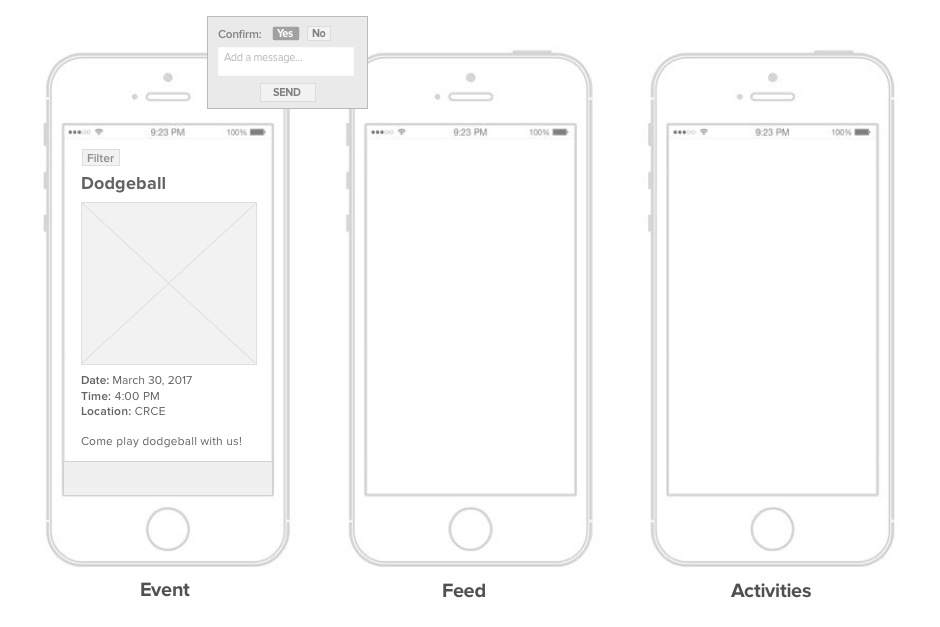 Confirm: Yes No
Add a message...
SEND
9:23 PM 100%
9:23 PM 100%
9:23 PM 100%
Filter
Dodgeball
Date: March 30, 2017
Time: 4:00 PM
Location: CRCE
Come play dodgeball with us!
Event
Feed
Activities